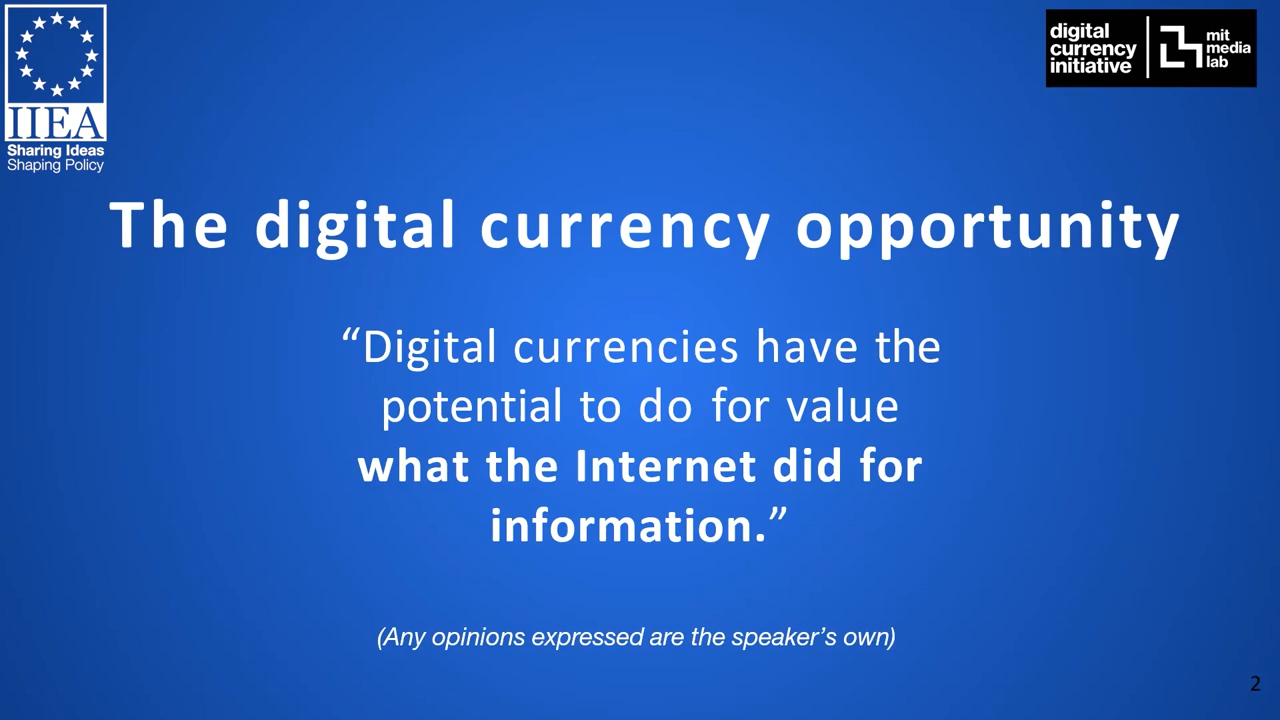 IIEA
Sharing Ideas
Shaping Policy
digital
currency
initiative
mit
media
lab
The digital currency opportunity
“Digital currencies have the
potential to do for value
what the Internet did for
information.”
(Any opinions expressed are the speaker’s own)
2